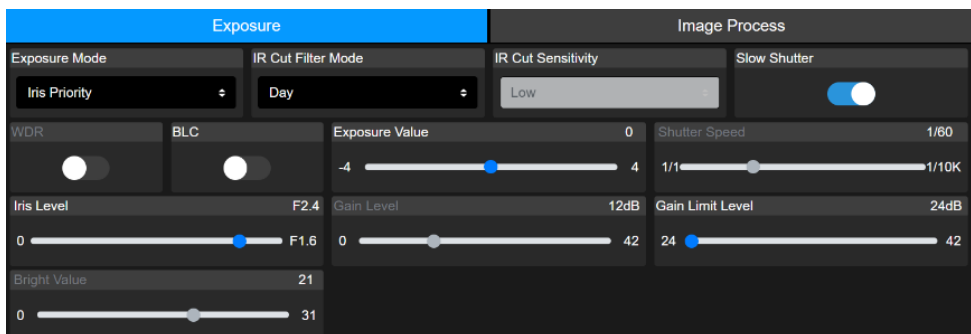 Exposure Image Process
Exposure Mode IR Cut Filter Mode IR Cut Sensitivity Slow Shutter
Iris Priority Day Low
WDR BLC Exposure Value 0 Shutter Speed 1/60
-4 4 1/1 1/10K
Iris Level F2.4 Gain Level 12dB Gain Limit Level 24dB
0 F1.6 0 42 24 42
Bright Value 21
0 31